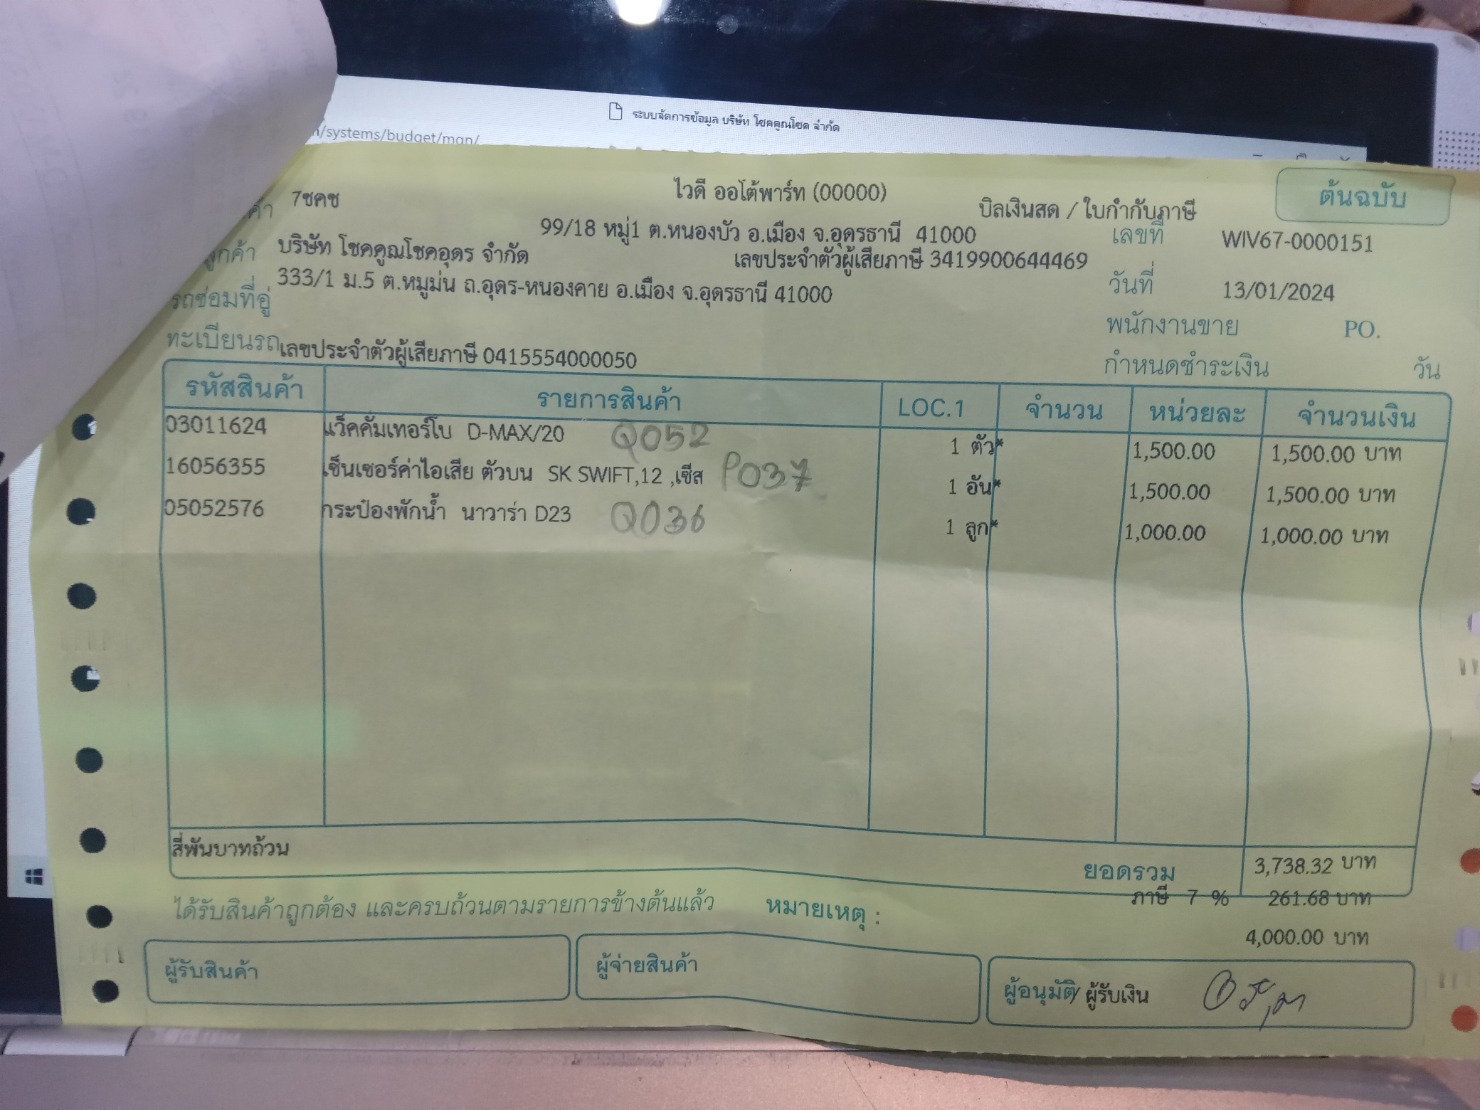 ระบบจัดการข้อมูล บริษัท โชคคูณโชค จำกัด
/systems/budget/mgn/
ต้นฉบับ
7ชคช
ไวดี ออโต้พาร์ท (00000)
บิลเงินสด / ใบกำกับภาษี
99/18 หมู่1 ต.หนองบัว อ.เมือง จ.อุดรธานี 41000
เลขที่ WIV67-0000151
ลูกค้า บริษัท โชคคูณโชคอุดร จำกัด
เลขประจำตัวผู้เสียภาษี 3419900644469
333/1 ม.5 ต.หมูม่น ถ.อุดร-หนองคาย อ.เมือง จ.อุดรธานี 41000
วันที่ 13/01/2024
รถซ่อมที่อู่
พนักงานขาย PO.
ทะเบียนรถ เลขประจำตัวผู้เสียภาษี 0415554000050
กำหนดชำระเงิน วัน
รหัสสินค้า รายการสินค้า LOC.1 จำนวน หน่วยละ จำนวนเงิน
03011624 แว็คคั่มเทอร์โบ D-MAX/20 Q052 1 ตัว* 1,500.00 1,500.00 บาท
16056355 เซ็นเซอร์ค่าไอเสีย ตัวบน SK SWIFT,12 ,เซีส P037 1 อัน* 1,500.00 1,500.00 บาท
05052576 กระป๋องพักน้ำ นาวาร่า D23 Q036 1 ลูก* 1,000.00 1,000.00 บาท
สี่พันบาทถ้วน
ยอดรวม 3,738.32 บาท
ภาษี 7 % 261.68 บาท
ได้รับสินค้าถูกต้อง และครบถ้วนตามรายการข้างต้นแล้ว หมายเหตุ :
4,000.00 บาท
ผู้รับสินค้า ผู้จ่ายสินค้า ผู้อนุมัติ/ผู้รับเงิน